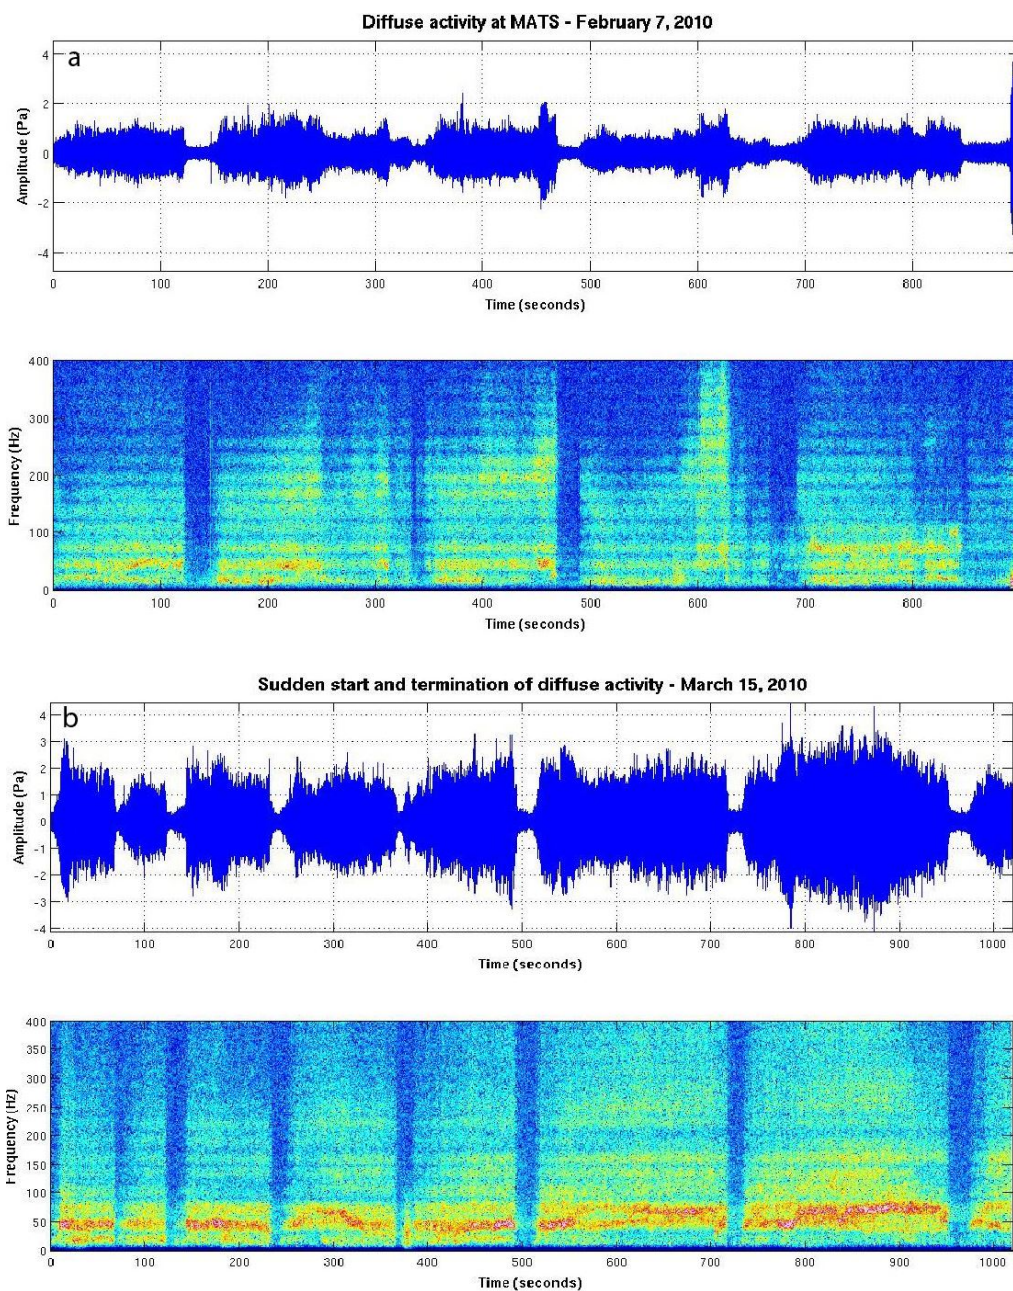 Diffuse activity at MATS - February 7, 2010
a
Amplitude (Pa)
4
2
0
-2
-4
0 100 200 300 400 500 600 700 800
Time (seconds)
Frequency (Hz)
400
300
200
100
0
0 100 200 300 400 500 600 700 800
Time (seconds)
Sudden start and termination of diffuse activity - March 15, 2010
b
Amplitude (Pa)
4
3
2
1
0
-1
-2
-3
-4
0 100 200 300 400 500 600 700 800 900 1000
Time (seconds)
Frequency (Hz)
400
350
300
250
200
150
100
50
0
0 100 200 300 400 500 600 700 800 900 1000
Time (seconds)